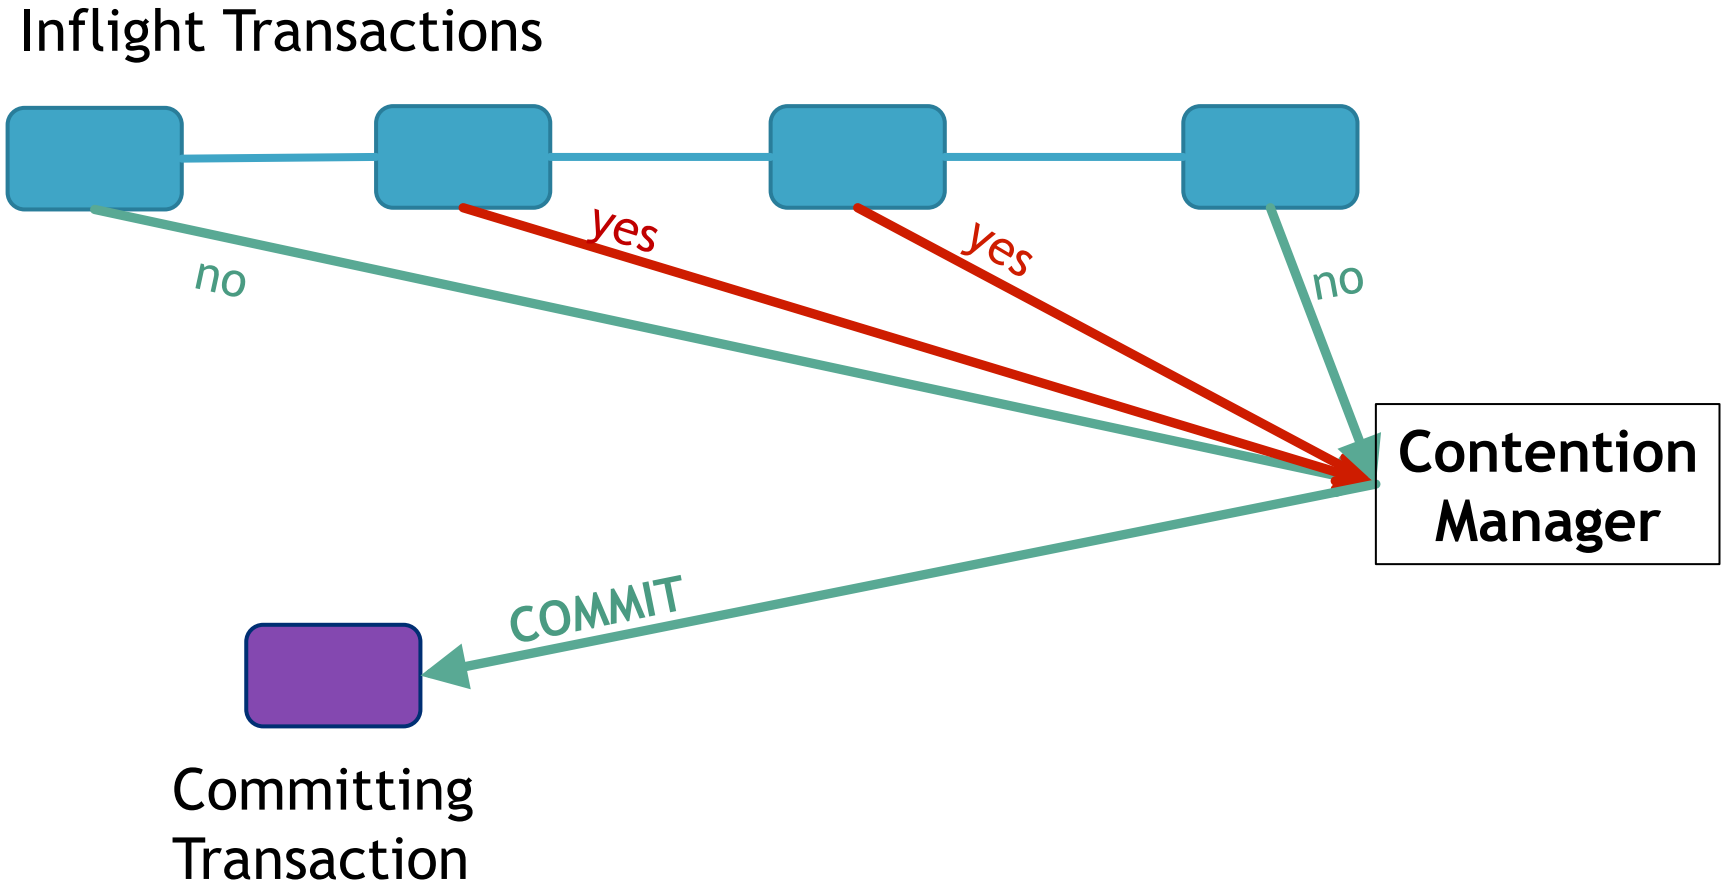 Inflight Transactions
yes
yes
no
no
Contention
Manager
COMMIT
Committing
Transaction